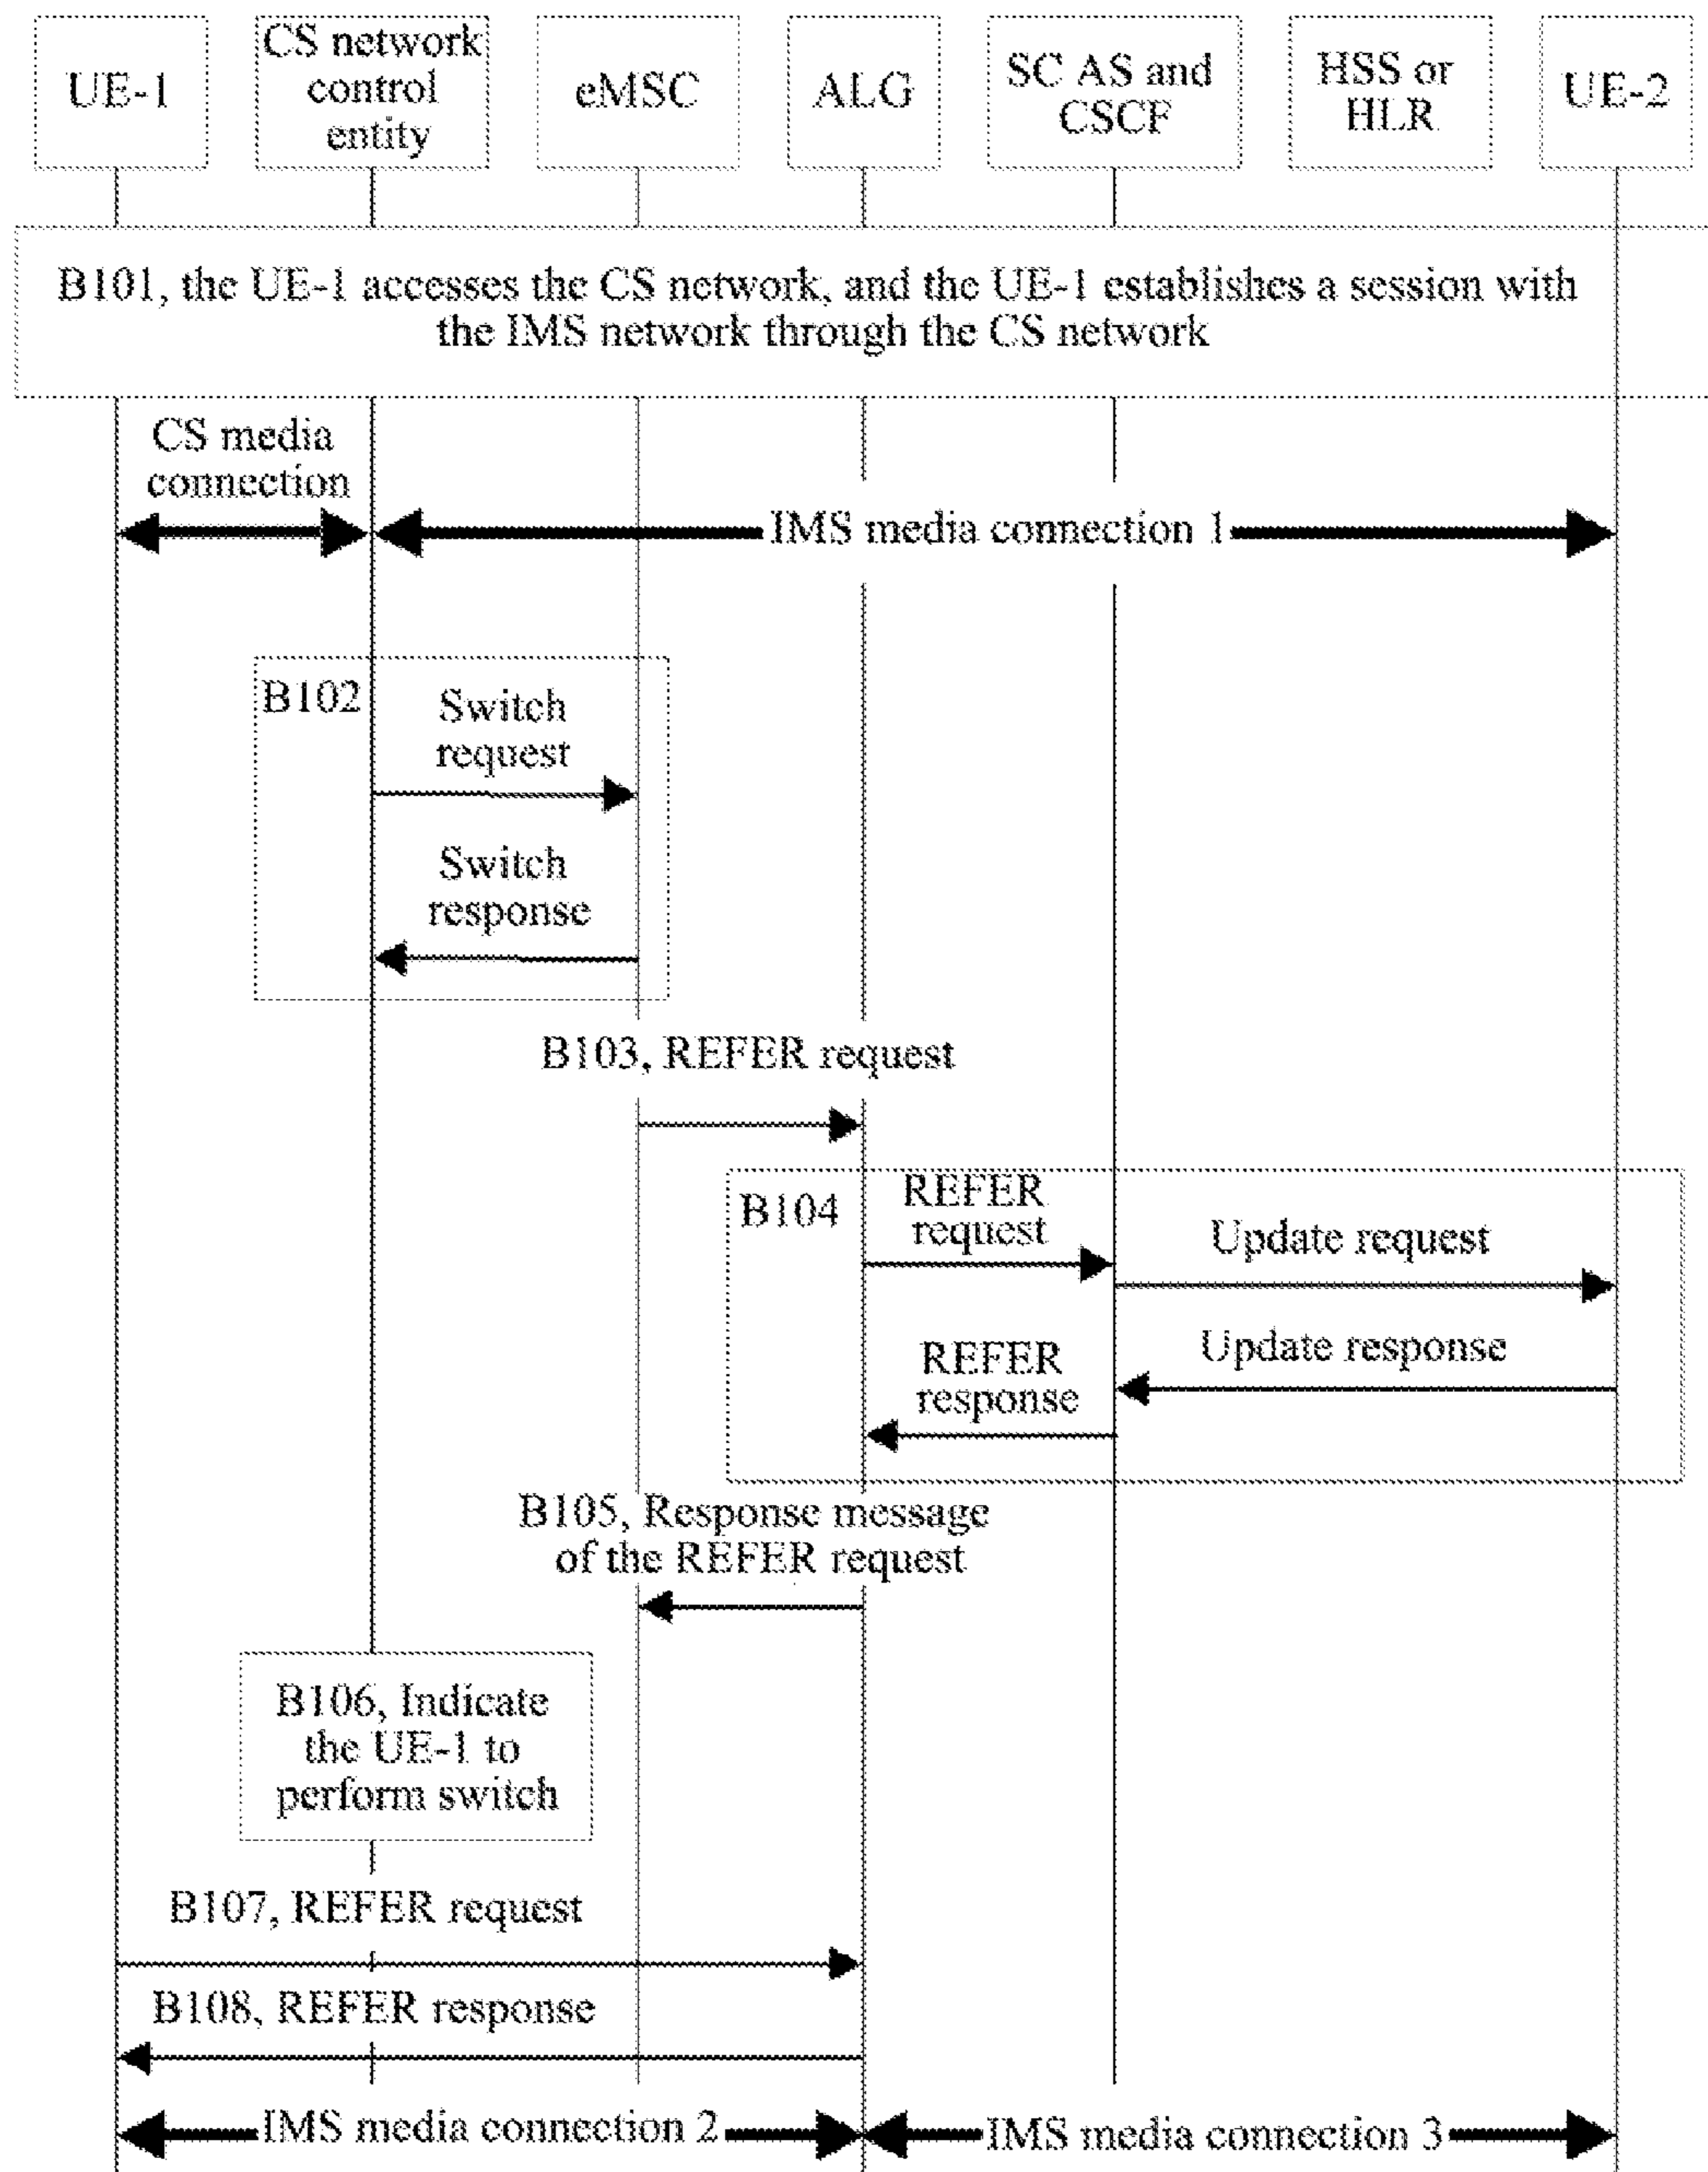 UE-1
CS network
control
entity
eMSC
ALG
SC AS and
CSCF
HSS or
HLR
UE-2
B101, the UE-1 accesses the CS network, and the UE-1 establishes a session with
the IMS network through the CS network
CS media
connection
IMS media connection 1
B102
Switch
request
Switch
response
B103, REFER request
B104
REFER
request
Update request
Update response
REFER
response
B105, Response message
of the REFER request
B106, Indicate
the UE-1 to
perform switch
B107, REFER request
B108, REFER response
IMS media connection 2
IMS media connection 3